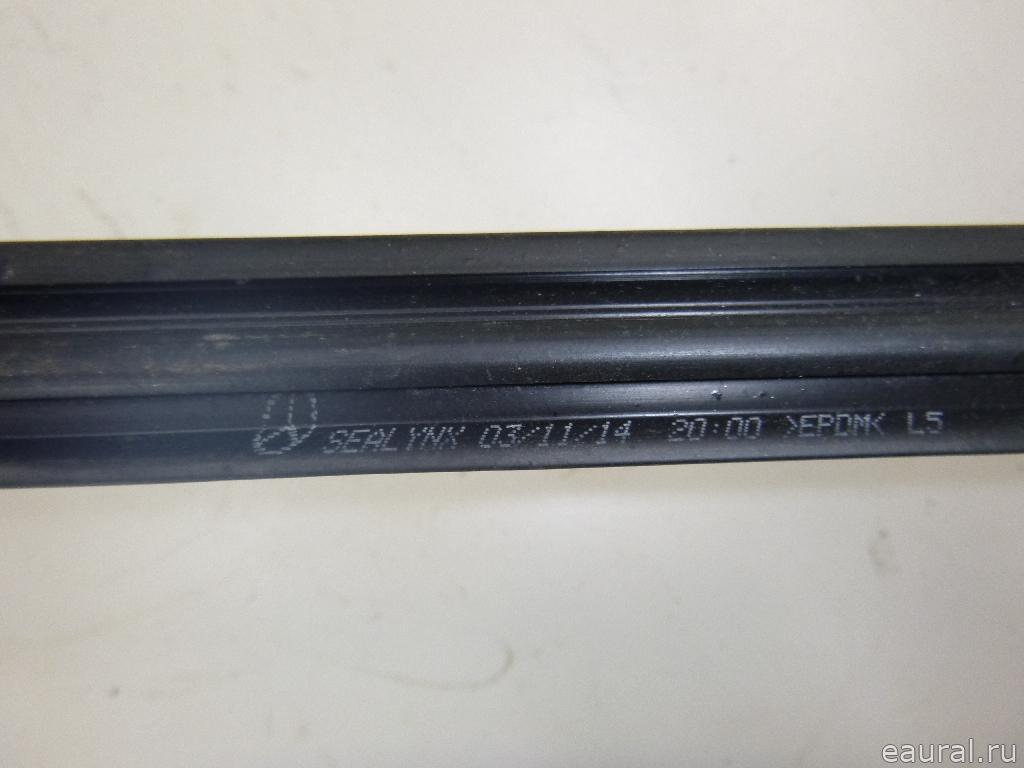 SEALYNX 03/11/14 20:00 >EPDM< L5
eaural.ru